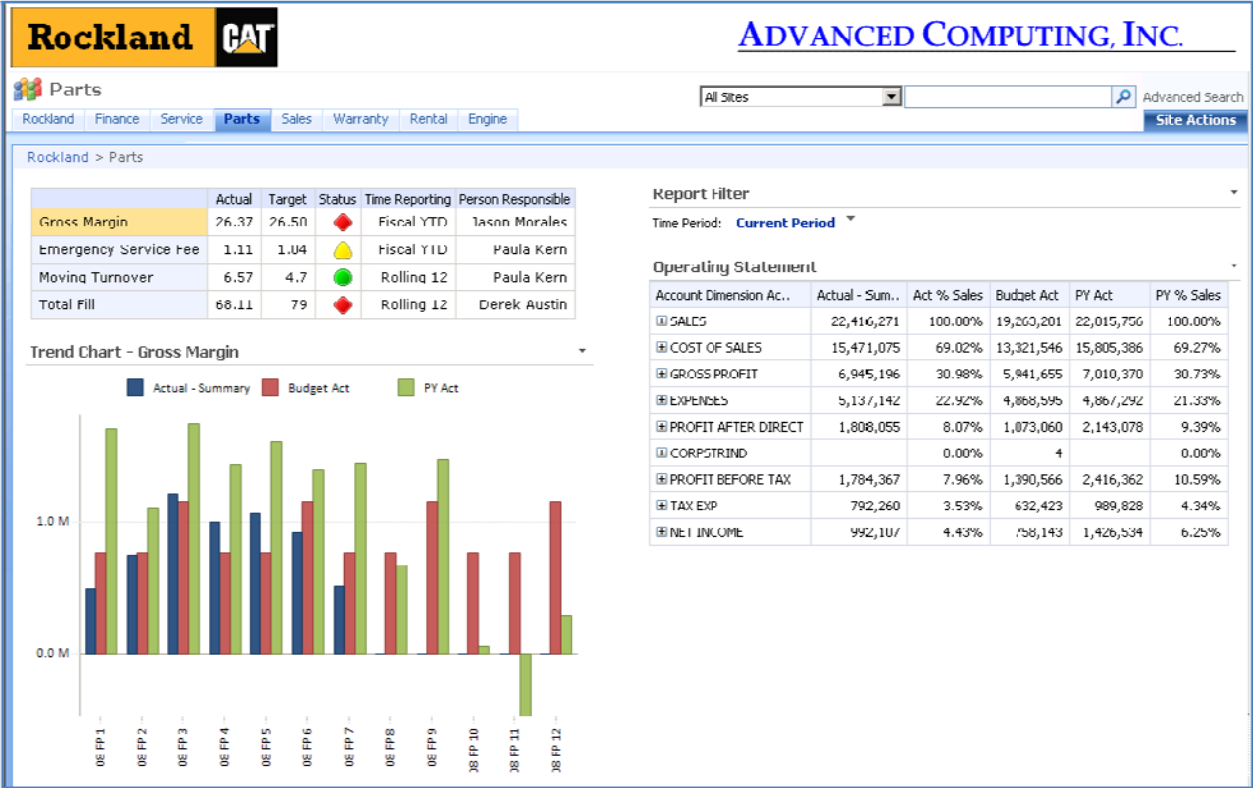 Rockland CAT
ADVANCED COMPUTING, INC.
Parts
All Sites
Advanced Search
Rockland Finance Service Parts Sales Warranty Rental Engine
Site Actions
Rockland > Parts
Actual Target Status Time Reporting Person Responsible
Gross Margin 26.37 26.50 Fiscal YTD Jason Morales
Emergency Service Fee 1.11 1.04 Fiscal YTD Paula Kern
Moving Turnover 6.57 4.7 Rolling 12 Paula Kern
Total Fill 68.11 79 Rolling 12 Derek Austin
Trend Chart - Gross Margin
Actual - Summary Budget Act PY Act
1.0 M
0.0 M
08 FP 1
08 FP 2
08 FP 3
08 FP 4
08 FP 5
08 FP 6
08 FP 7
08 FP 8
08 FP 9
08 FP 10
08 FP 11
08 FP 12
Report Filter
Time Period: Current Period
Operating Statement
Account Dimension Ac.. Actual - Sum.. Act % Sales Budget Act PY Act PY % Sales
SALES 22,416,271 100.00% 22,015,756 100.00%
COST OF SALES 15,471,075 69.02% 13,321,546 15,805,386 69.27%
GROSS PROFIT 6,945,196 30.98% 5,941,655 7,010,370 30.73%
EXPENSES 5,137,142 22.92% 4,868,595 4,867,292 21.33%
PROFIT AFTER DIRECT 1,808,055 8.07% 1,073,060 2,143,078 9.39%
CORPSTRIND 0.00% 4 0.00%
PROFIT BEFORE TAX 1,784,367 7.96% 1,390,566 2,416,362 10.59%
TAX EXP 792,260 3.53% 632,423 989,828 4.34%
NET INCOME 992,107 4.43% 758,143 1,426,534 6.25%